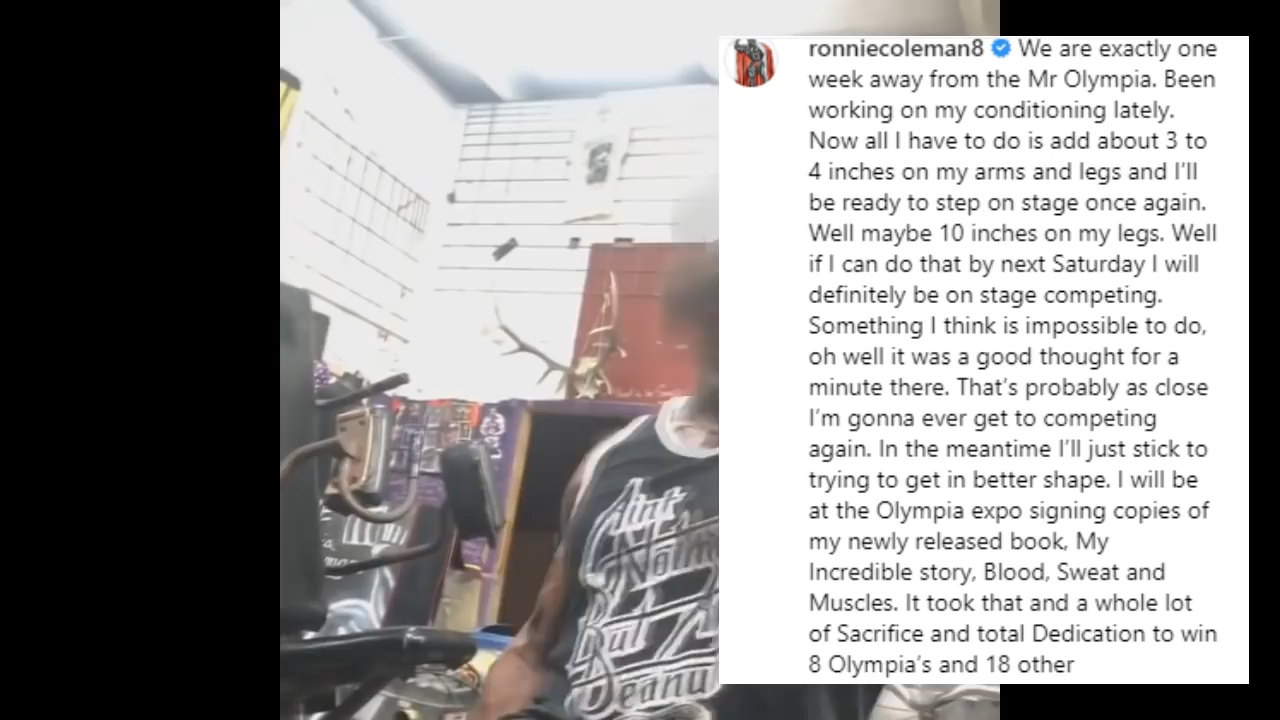 ronniecoleman8 We are exactly one
week away from the Mr Olympia. Been
working on my conditioning lately.
Now all I have to do is add about 3 to
4 inches on my arms and legs and I'll
be ready to step on stage once again.
Well maybe 10 inches on my legs. Well
if I can do that by next Saturday I will
definitely be on stage competing.
Something I think is impossible to do,
oh well it was a good thought for a
minute there. That's probably as close
I'm gonna ever get to competing
again. In the meantime I'll just stick to
trying to get in better shape. I will be
at the Olympia expo signing copies of
my newly released book, My
Incredible story, Blood, Sweat and
Muscles. It took that and a whole lot
of Sacrifice and total Dedication to win
8 Olympia's and 18 other